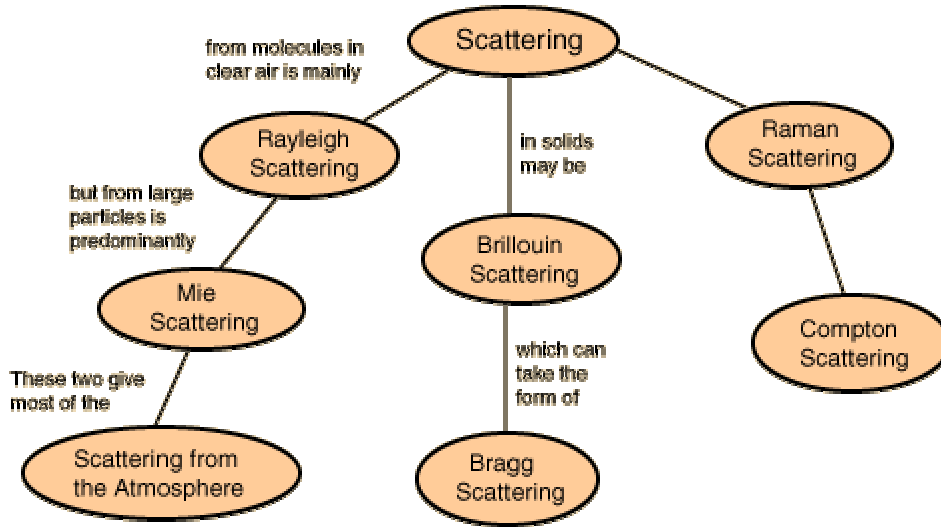 Scattering
from molecules in
clear air is mainly
Rayleigh
Scattering
but from large
particles is
predominantly
Mie
Scattering
These two give
most of the
Scattering from
the Atmosphere
in solids
may be
Brillouin
Scattering
which can
take the
form of
Bragg
Scattering
Raman
Scattering
Compton
Scattering